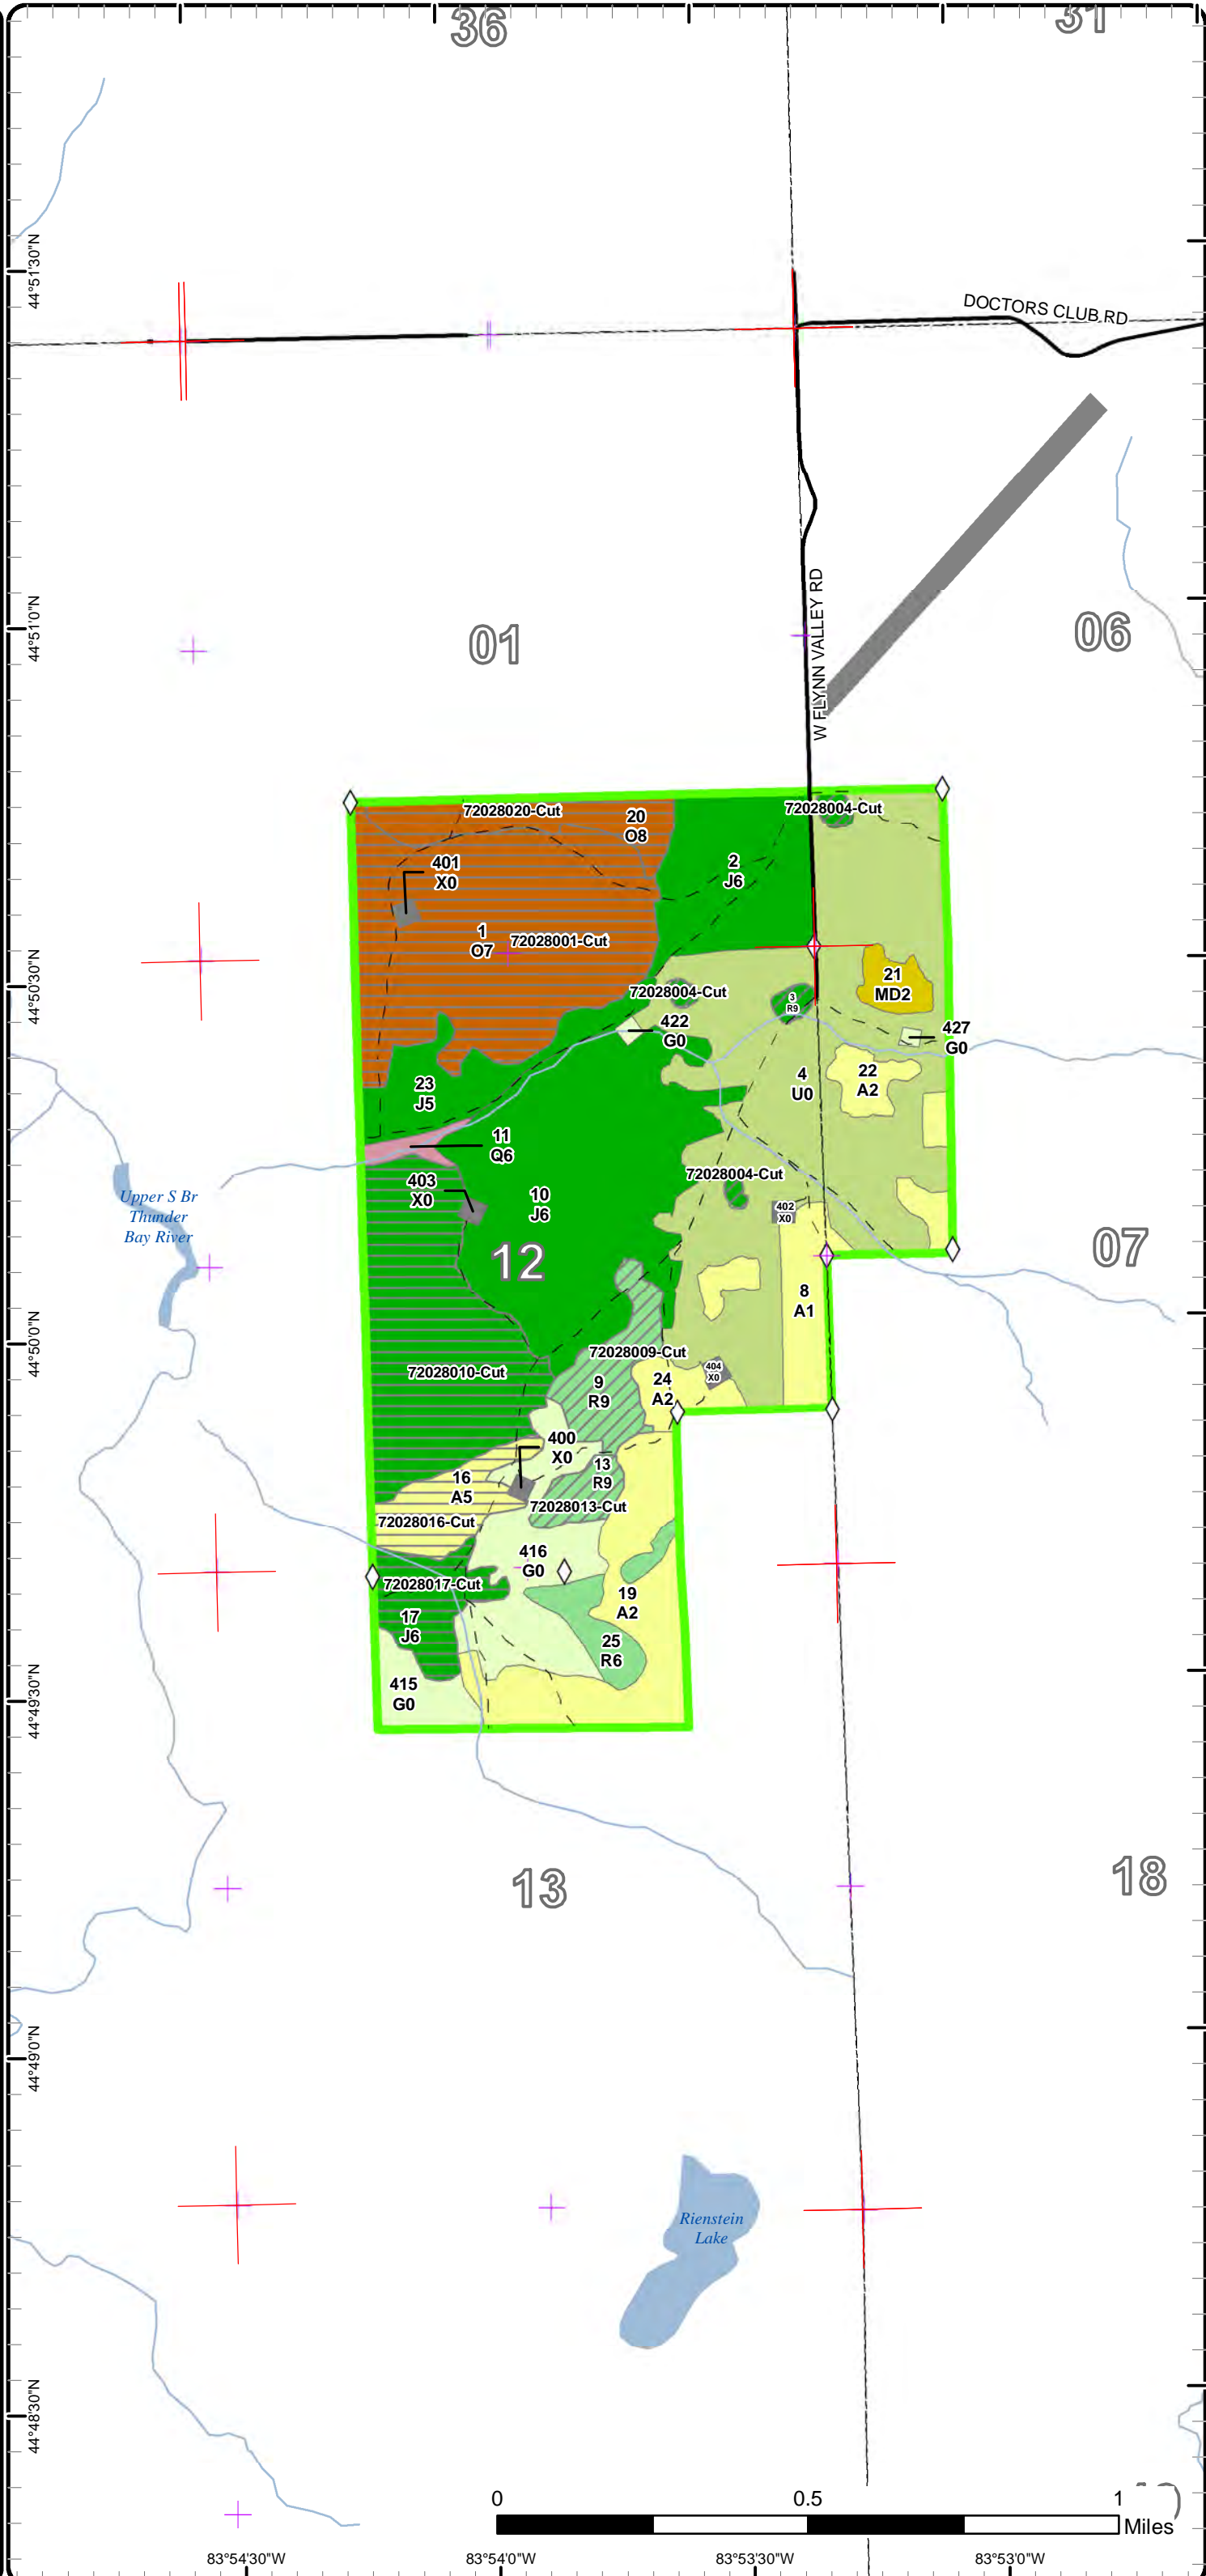 36
31
44°51'30"N
DOCTORS CLUB RD
44°51'0"N
01
W FLYNN VALLEY RD
06
72028020-Cut
72028004-Cut
20
O8
401
X0
2
J6
1
O7
72028001-Cut
44°50'30"N
21
MD2
72028004-Cut
3
R9
422
G0
427
G0
23
J5
4
U0
22
A2
11
Q6
403
X0
72028004-Cut
10
J6
402
X0
Upper S Br
Thunder
Bay River
12
07
8
A1
44°50'0"N
72028009-Cut
72028010-Cut
404
X0
9
R9
24
A2
400
X0
13
R9
16
A5
72028013-Cut
72028016-Cut
416
G0
72028017-Cut
19
A2
17
J6
25
R6
415
G0
44°49'30"N
13
18
44°49'0"N
Rienstein
Lake
44°48'30"N
0
0.5
1
Miles
83°54'30"W
83°54'0"W
83°53'30"W
83°53'0"W